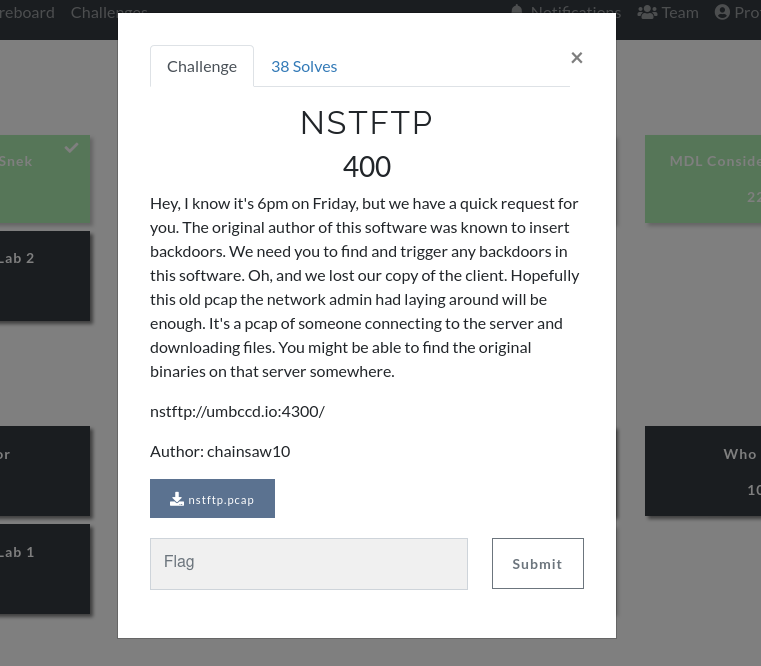 reboard Challenges Notifications Team Pro
Challenge 38 Solves ×
NSTFTP
400
Hey, I know it's 6pm on Friday, but we have a quick request for
you. The original author of this software was known to insert
backdoors. We need you to find and trigger any backdoors in
this software. Oh, and we lost our copy of the client. Hopefully
this old pcap the network admin had laying around will be
enough. It's a pcap of someone connecting to the server and
downloading files. You might be able to find the original
binaries on that server somewhere.
nstftp://umbccd.io:4300/
Author: chainsaw10
nstftp.pcap
Flag
Submit
Snek
Lab 2
or
Lab 1
MDL Conside
22
Who
10